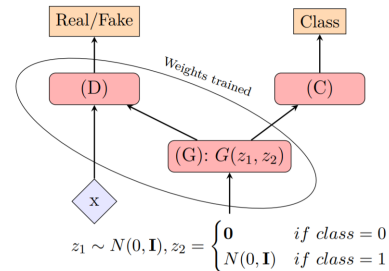 Real/Fake
Class
Weights trained
(D)
(C)
(G): G(z₁, z₂)
x
z₁ ∼ N(0, I), z₂ = { 0 if class = 0
N(0, I) if class = 1